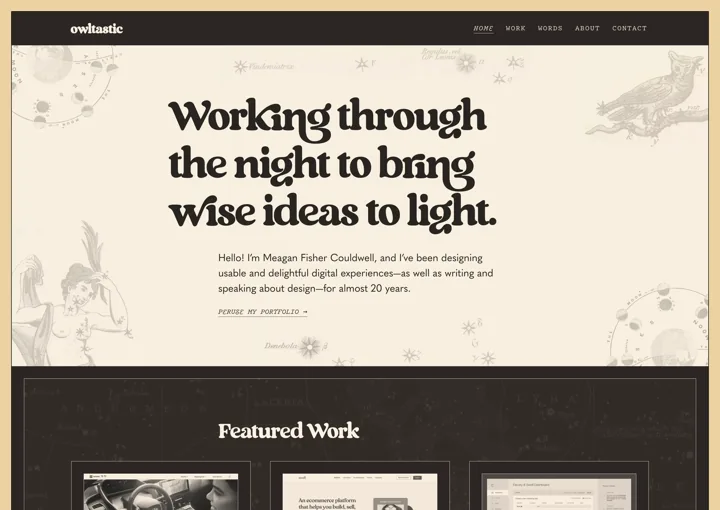 owltastic
HOME WORK WORDS ABOUT CONTACT
Working through
the night to bring
wise ideas to light.
Hello! I'm Meagan Fisher Couldwell, and I've been designing
usable and delightful digital experiences—as well as writing and
speaking about design—for almost 20 years.
PERUSE MY PORTFOLIO →
Denebola β
Featured Work
An ecommerce platform
that helps you build, sell,